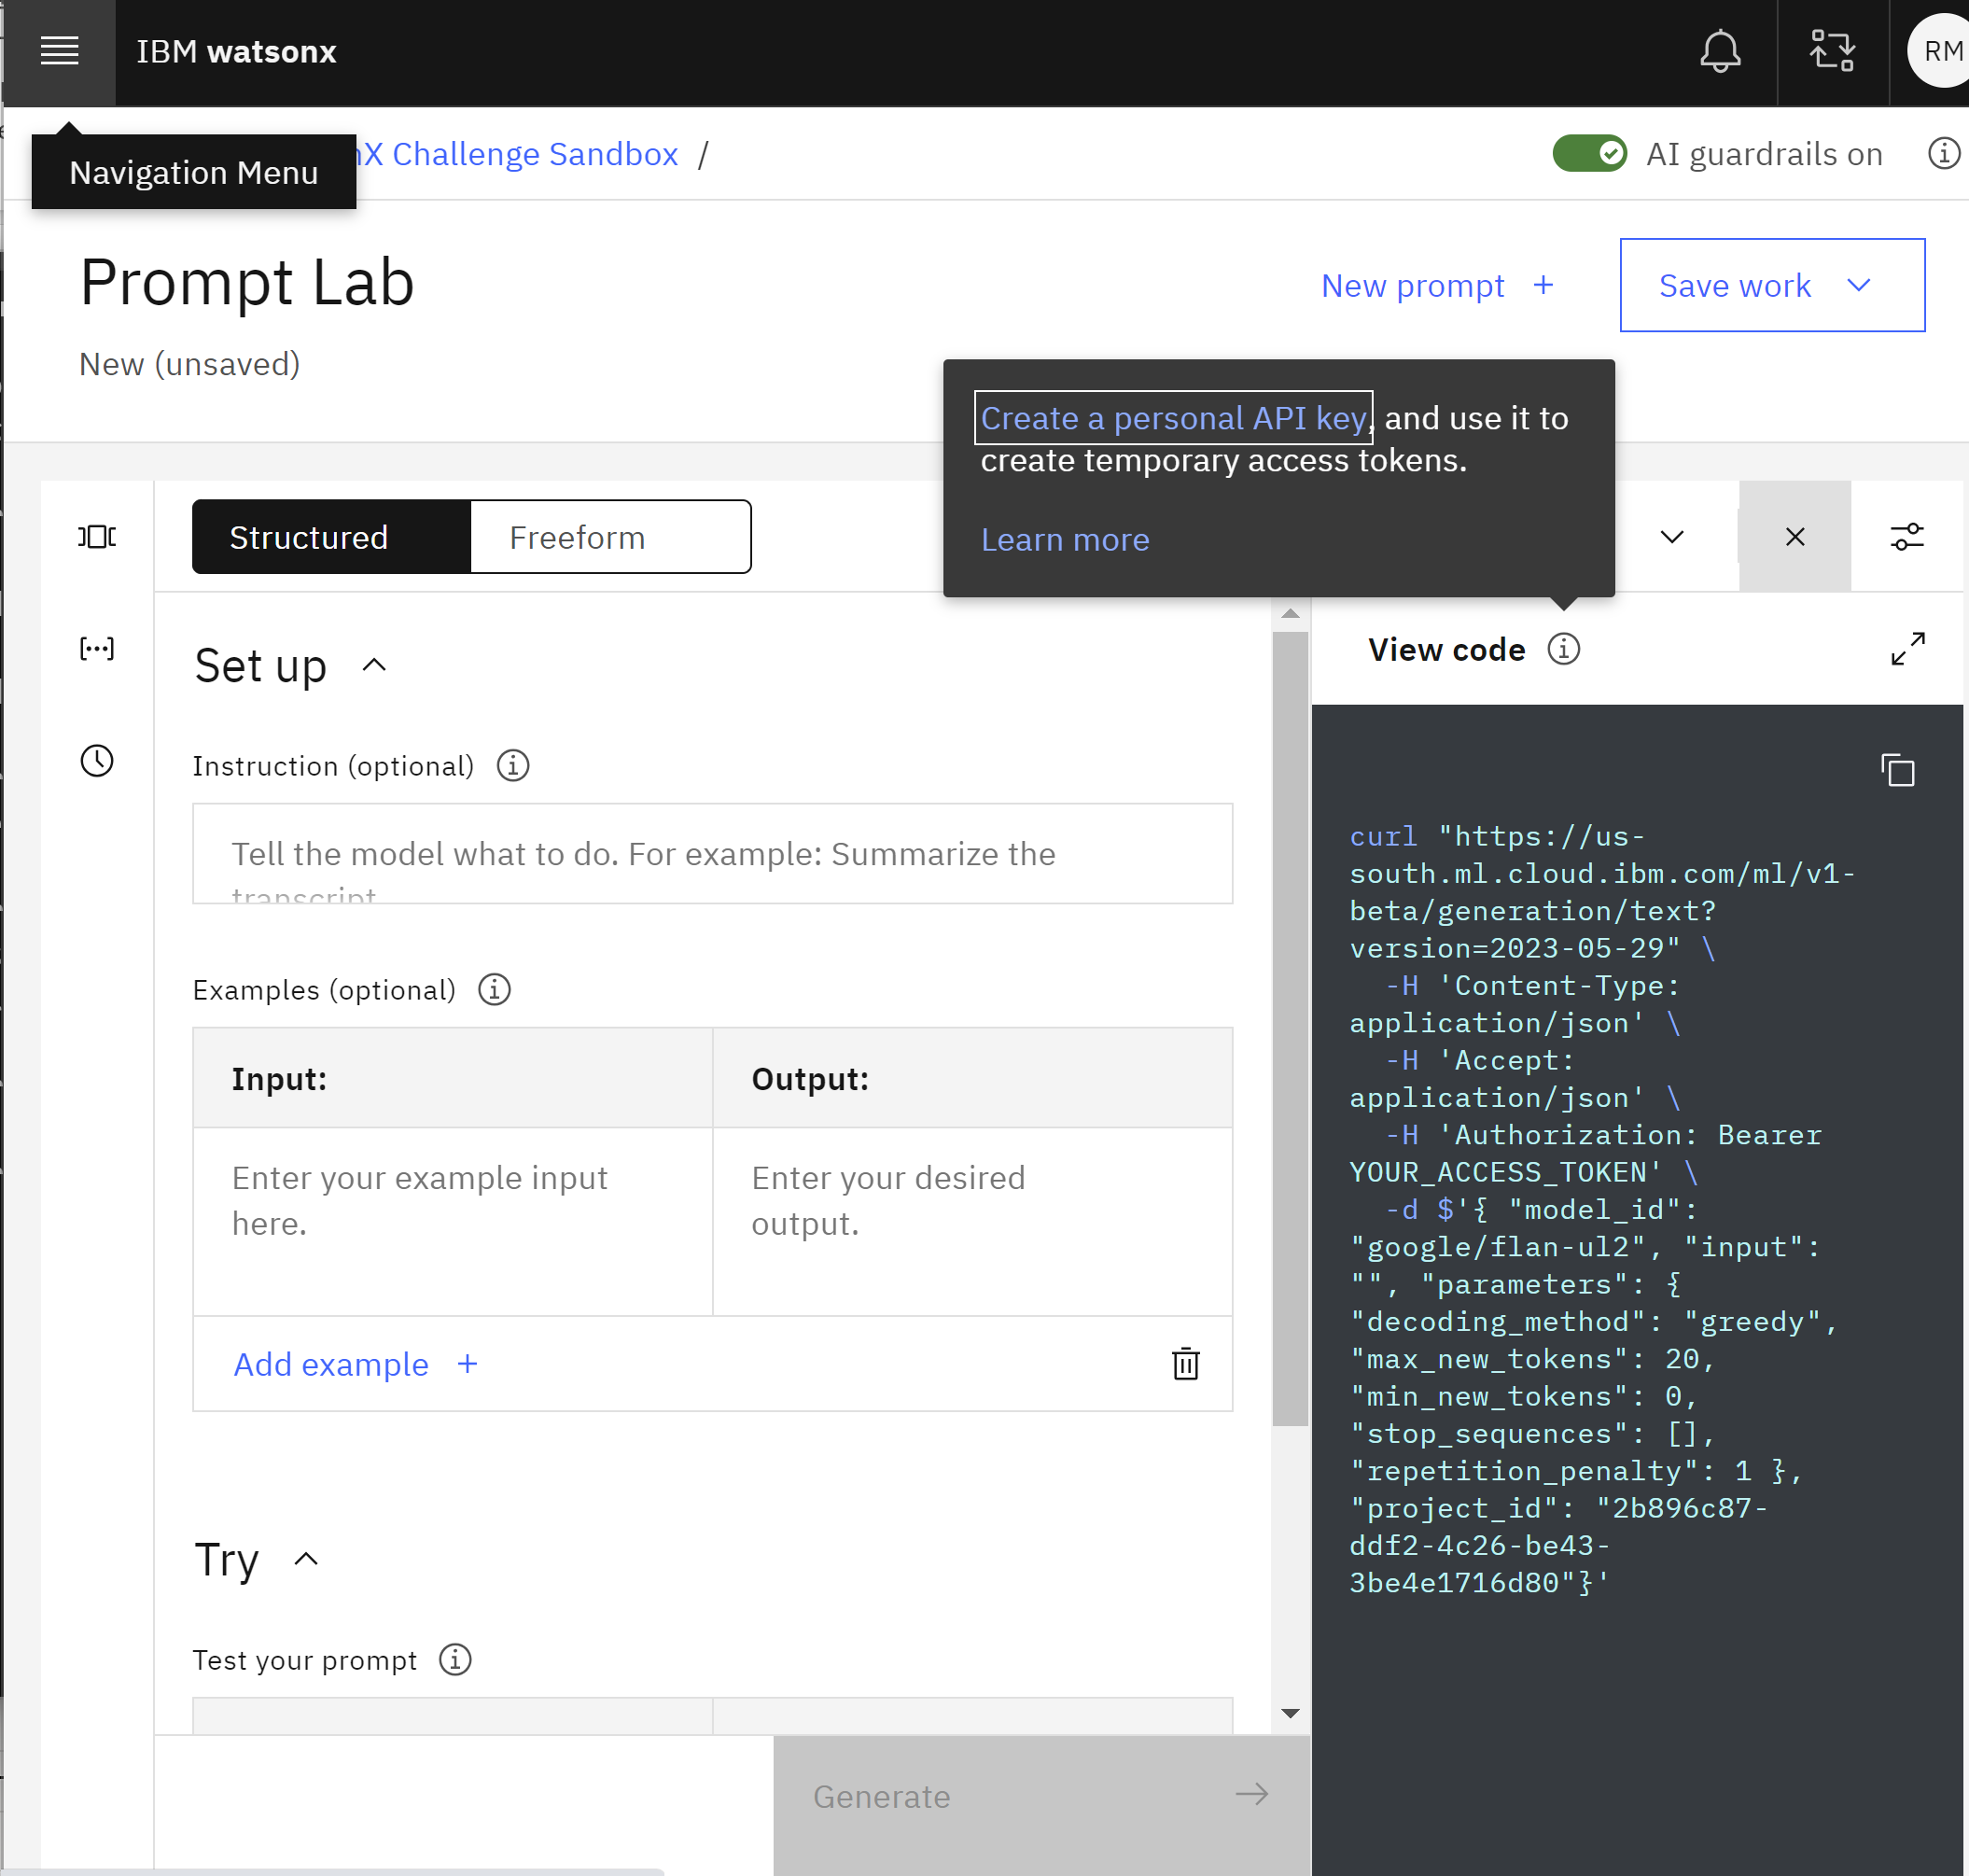 IBM watsonx
RM
Navigation Menu
X Challenge Sandbox /
AI guardrails on
Prompt Lab
New prompt +
Save work
New (unsaved)
Create a personal API key, and use it to
create temporary access tokens.
Learn more
Structured
Freeform
Set up
Instruction (optional)
Tell the model what to do. For example: Summarize the
transcript
Examples (optional)
Input:
Output:
Enter your example input
here.
Enter your desired
output.
Add example +
Try
Test your prompt
Generate
View code
curl "https://us-
south.ml.cloud.ibm.com/ml/v1-
beta/generation/text?
version=2023-05-29" \
-H 'Content-Type:
application/json' \
-H 'Accept:
application/json' \
-H 'Authorization: Bearer
YOUR_ACCESS_TOKEN' \
-d $'{ "model_id":
"google/flan-ul2", "input":
"", "parameters": {
"decoding_method": "greedy",
"max_new_tokens": 20,
"min_new_tokens": 0,
"stop_sequences": [],
"repetition_penalty": 1 },
"project_id": "2b896c87-
ddf2-4c26-be43-
3be4e1716d80"}'